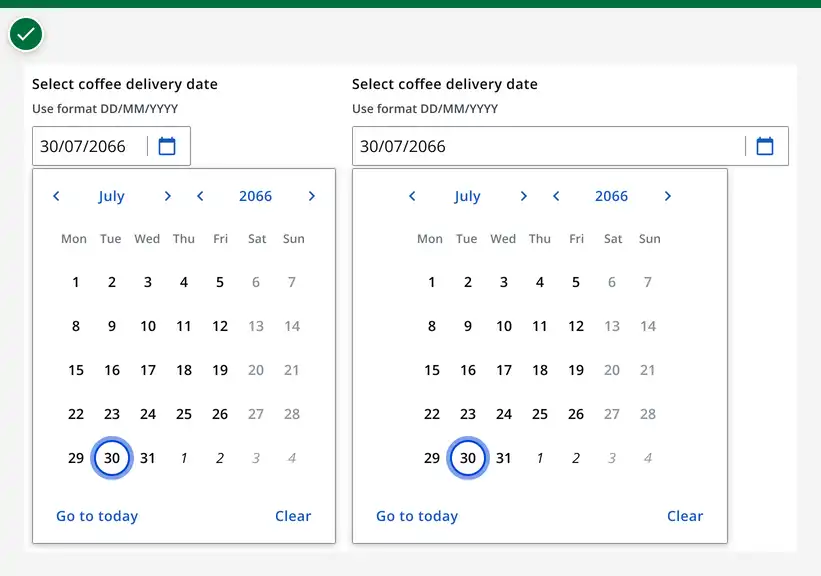 Select coffee delivery date
Use format DD/MM/YYYY
30/07/2066
July 2066
Mon Tue Wed Thu Fri Sat Sun
1 2 3 4 5 6 7
8 9 10 11 12 13 14
15 16 17 18 19 20 21
22 23 24 25 26 27 28
29 30 31 1 2 3 4
Go to today Clear
Select coffee delivery date
Use format DD/MM/YYYY
30/07/2066
July 2066
Mon Tue Wed Thu Fri Sat Sun
1 2 3 4 5 6 7
8 9 10 11 12 13 14
15 16 17 18 19 20 21
22 23 24 25 26 27 28
29 30 31 1 2 3 4
Go to today Clear